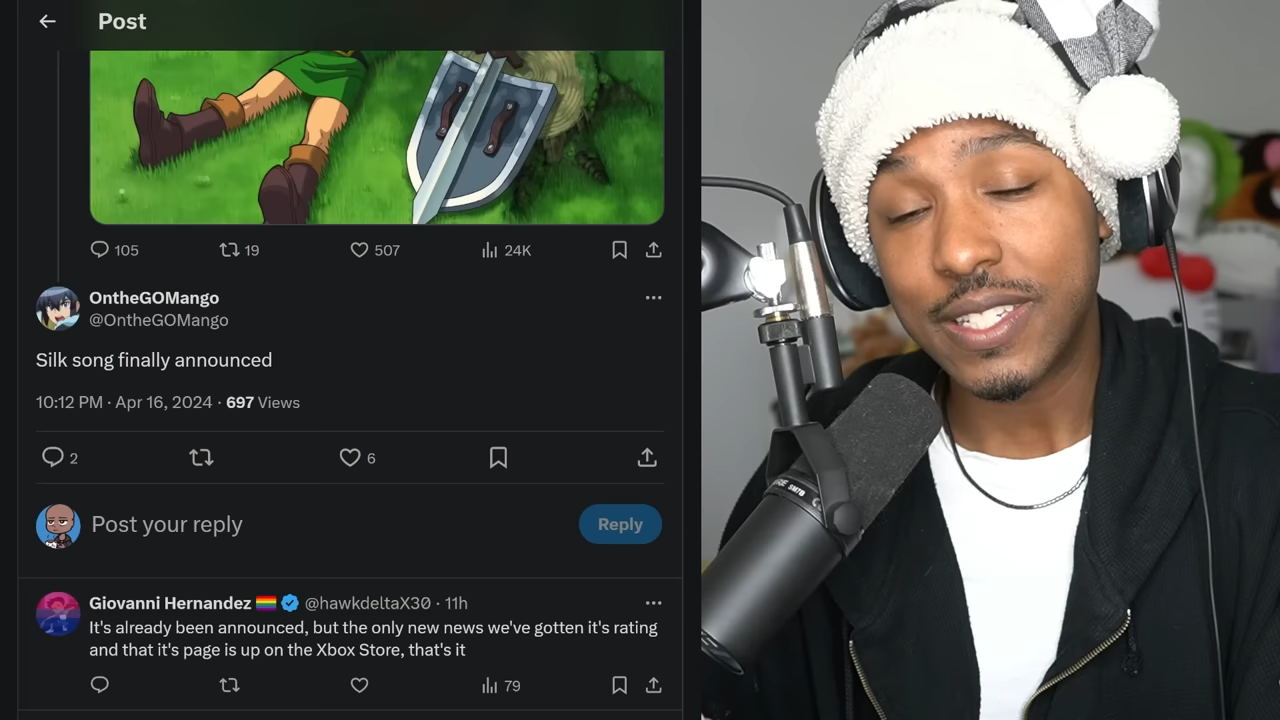 Post
105
19
507
24K
OntheGOMango
@OntheGOMango
Silk song finally announced
10:12 PM · Apr 16, 2024 · 697 Views
2
6
Post your reply
Reply
Giovanni Hernandez 🏳️‍🌈 @hawkdeltaX30 · 11h
It's already been announced, but the only new news we've gotten it's rating
and that it's page is up on the Xbox Store, that's it
79
SM7B